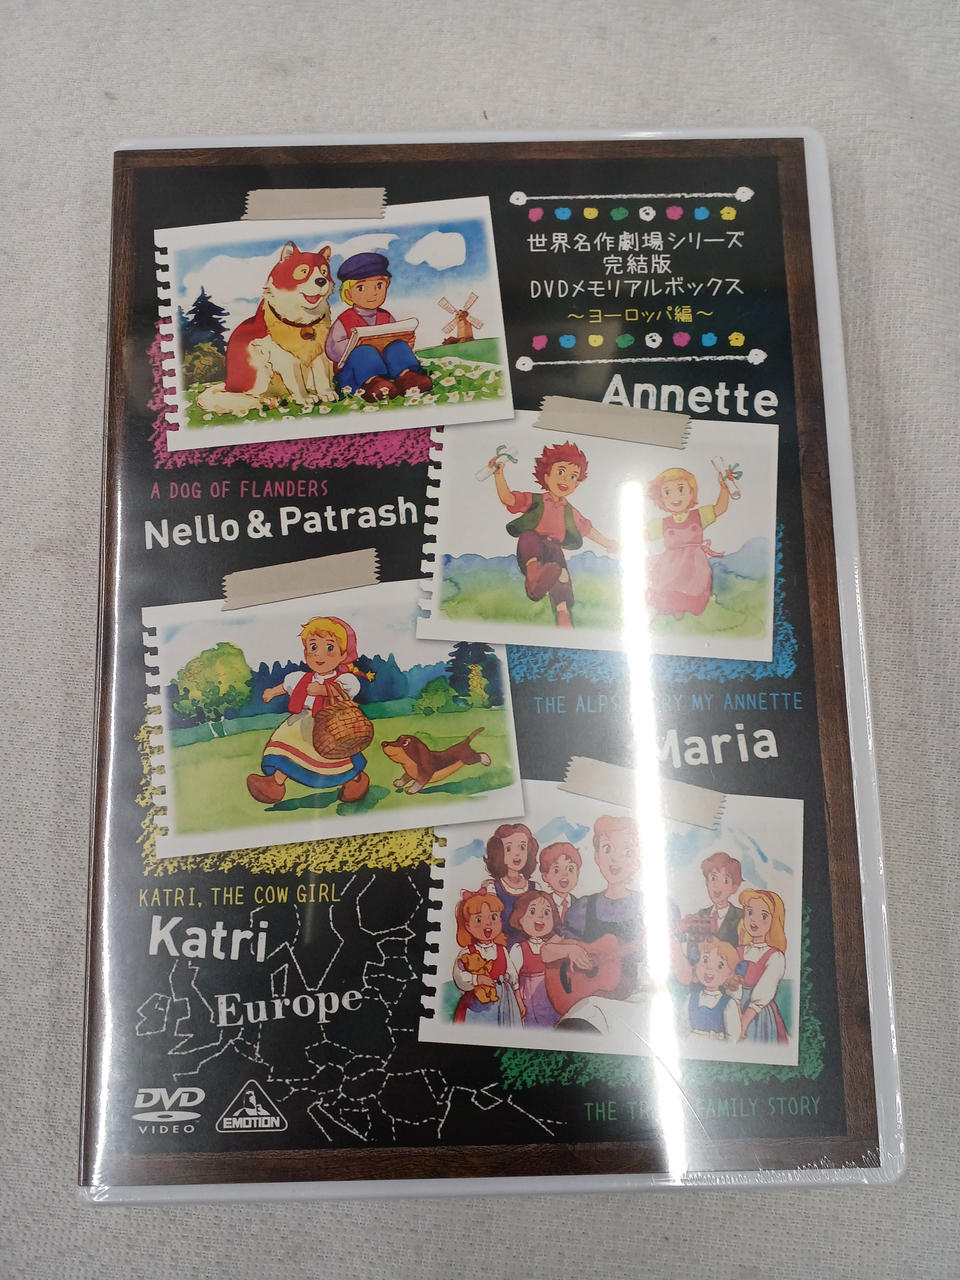 世界名作劇場シリーズ
完結版
DVDメモリアルボックス
～ヨーロッパ編～
Annette
A DOG OF FLANDERS
Nello & Patrash
THE ALPS RY MY ANNETTE
Maria
KATRI, THE COW GIRL
Katri
Europe
DVD
VIDEO
EMOTION
THE FAMILY STORY